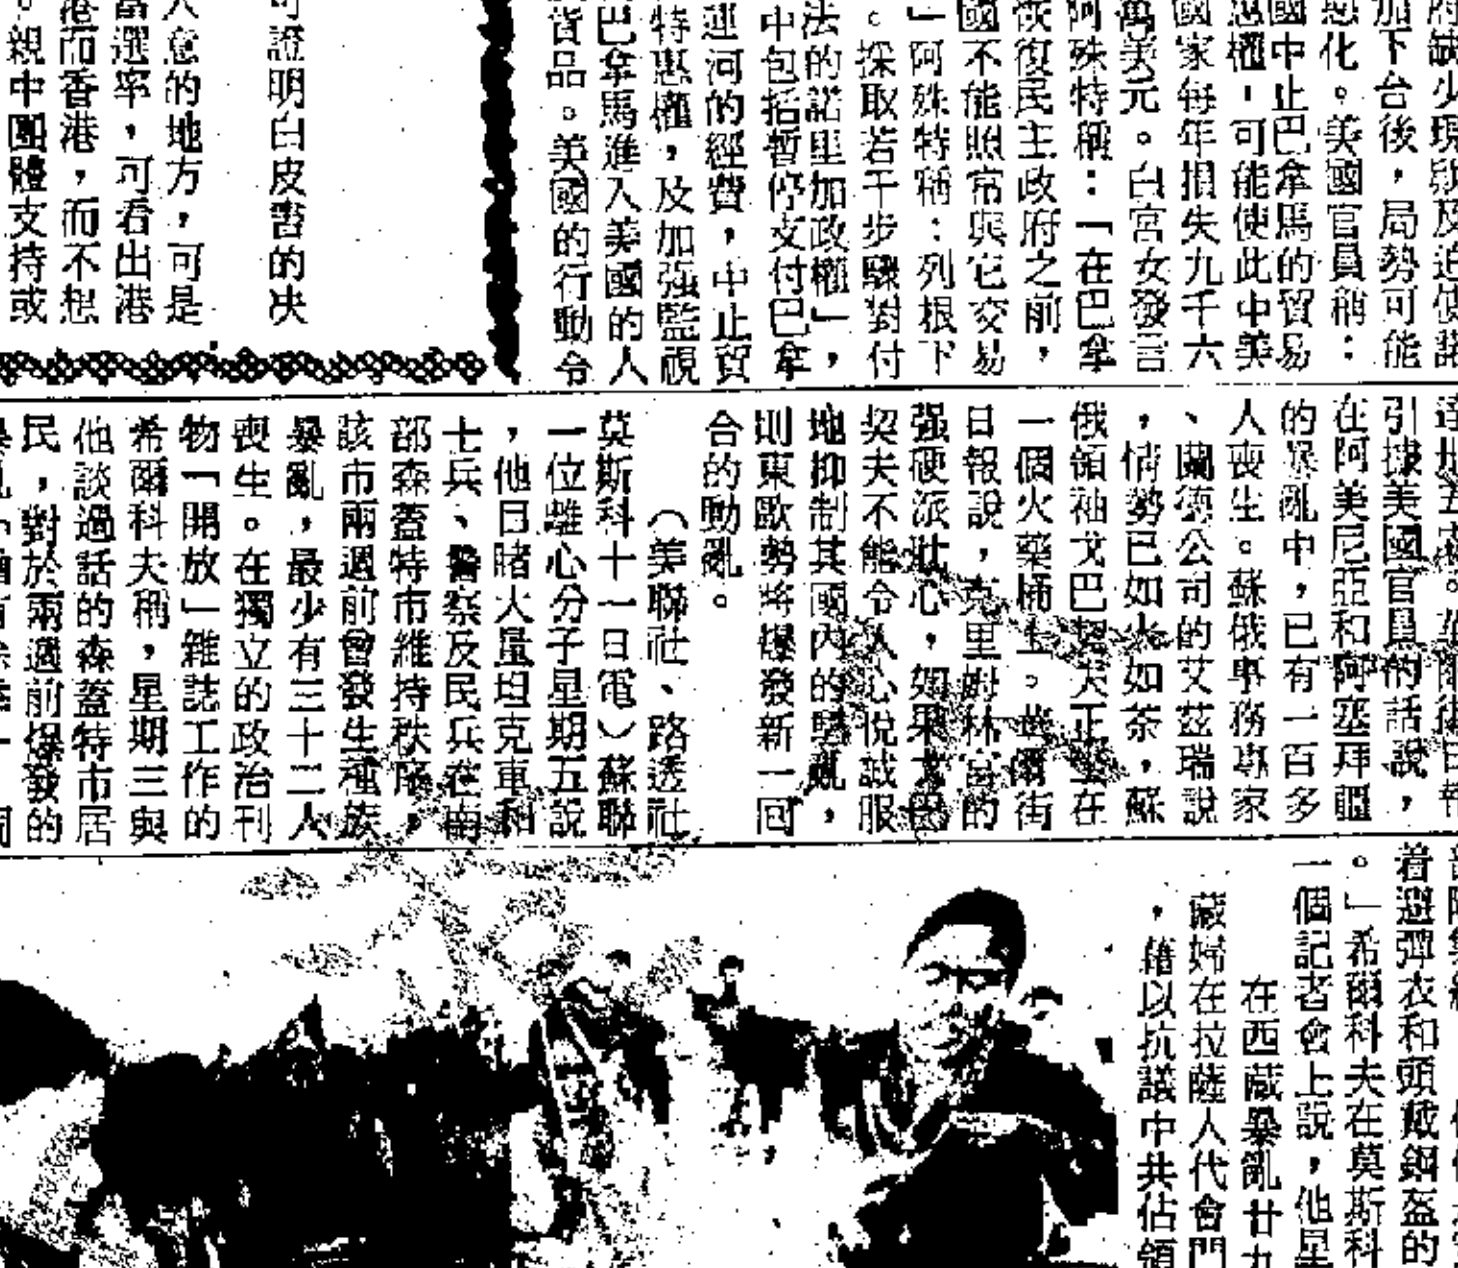 加下台後，局勢可能
惡化。美國官員稱：
國中止巴拿馬的貿易
惠權，可能使此中美
國家每年損失九千六
萬美元。白宮女發言
阿殊特稱：「在巴拿
恢復民主政府之前，
國不能照常與它交易
」阿殊特稱：列根下
。採取若干步驟對付
法的諾里加政權」，
中包括暫停支付巴拿
運河的經費，中止貿
特惠權，及加强監視
巴拿馬進入美國的人
貨品。美國的行動令
可證明白皮書的决
人意的地方，可是
當選率，可看出港
港而香港，而不想
。親中團體支持或
引據美國官員的話說，
在阿美尼亞和阿塞拜疆
的暴亂中，已有一百多
人喪生。蘇俄事務專家
、蘭德公司的艾茲瑞說
，情勢已如火如荼，蘇
俄領袖戈巴契夫正坐在
一個火藥桶上。華爾街
日報說，克里姆林宮的
强硬派壯心，如果戈巴
契夫不能令人心悅誠服
地抑制其國內的騷亂，
則東歐勢將爆發新一回
合的動亂。
（美聯社、路透社
莫斯科十一日電）蘇聯
一位離心分子星期五說
，他目睹大量坦克車和
士兵、警察反民兵在南
部森蓋特市維持秩序，
該市兩週前曾發生種族
暴亂，最少有三十二人
喪生。在獨立的政治刊
物「開放」雜誌工作的
希爾科夫稱，星期三與
他談過話的森蓋特市居
民，對於兩週前爆發的
着避彈衣和頭戴鋼盔的
。」希爾科夫在莫斯科
一個記者會上說，他星
在西藏暴亂廿九
藏婦在拉薩人代會門
，藉以抗議中共佔領